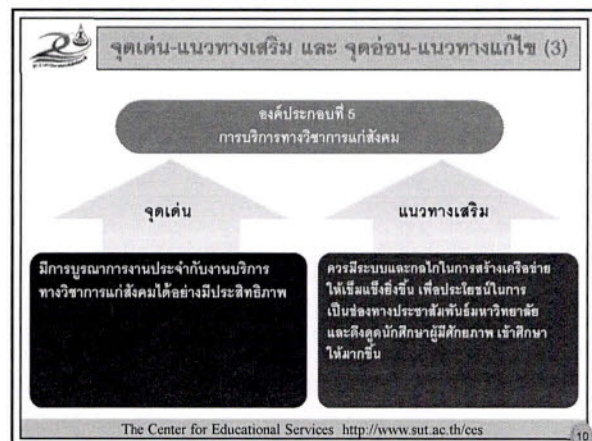 จุดเด่น-แนวทางเสริม และ จุดอ่อน-แนวทางแก้ไข (3)
องค์ประกอบที่ 5
การบริการทางวิชาการแก่สังคม
จุดเด่น
แนวทางเสริม
มีการบูรณาการงานประจำกับงานบริการ
ทางวิชาการแก่สังคมได้อย่างมีประสิทธิภาพ
ควรมีระบบและกลไกในการสร้างเครือข่าย
ให้เข้มแข็งยิ่งขึ้น เพื่อประโยชน์ในการ
เป็นช่องทางประชาสัมพันธ์มหาวิทยาลัย
และดึงดูดนักศึกษาผู้มีศักยภาพ เข้าศึกษา
ให้มากขึ้น
The Center for Educational Services http://www.sut.ac.th/ces
10